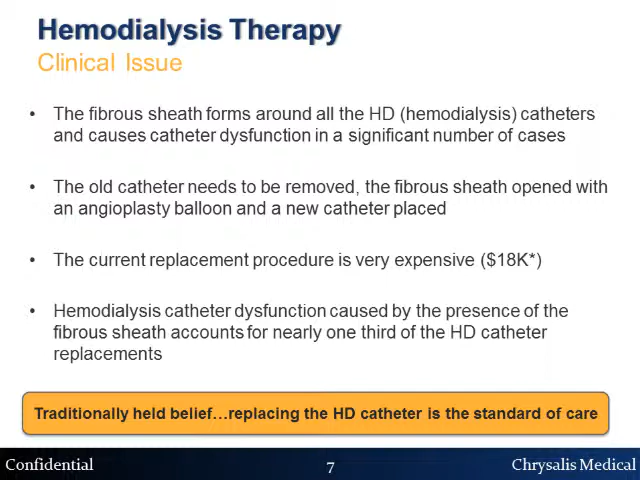 Hemodialysis Therapy
Clinical Issue
• The fibrous sheath forms around all the HD (hemodialysis) catheters
and causes catheter dysfunction in a significant number of cases
• The old catheter needs to be removed, the fibrous sheath opened with
an angioplasty balloon and a new catheter placed
• The current replacement procedure is very expensive ($18K*)
• Hemodialysis catheter dysfunction caused by the presence of the
fibrous sheath accounts for nearly one third of the HD catheter
replacements
Traditionally held belief…replacing the HD catheter is the standard of care
Confidential
7
Chrysalis Medical